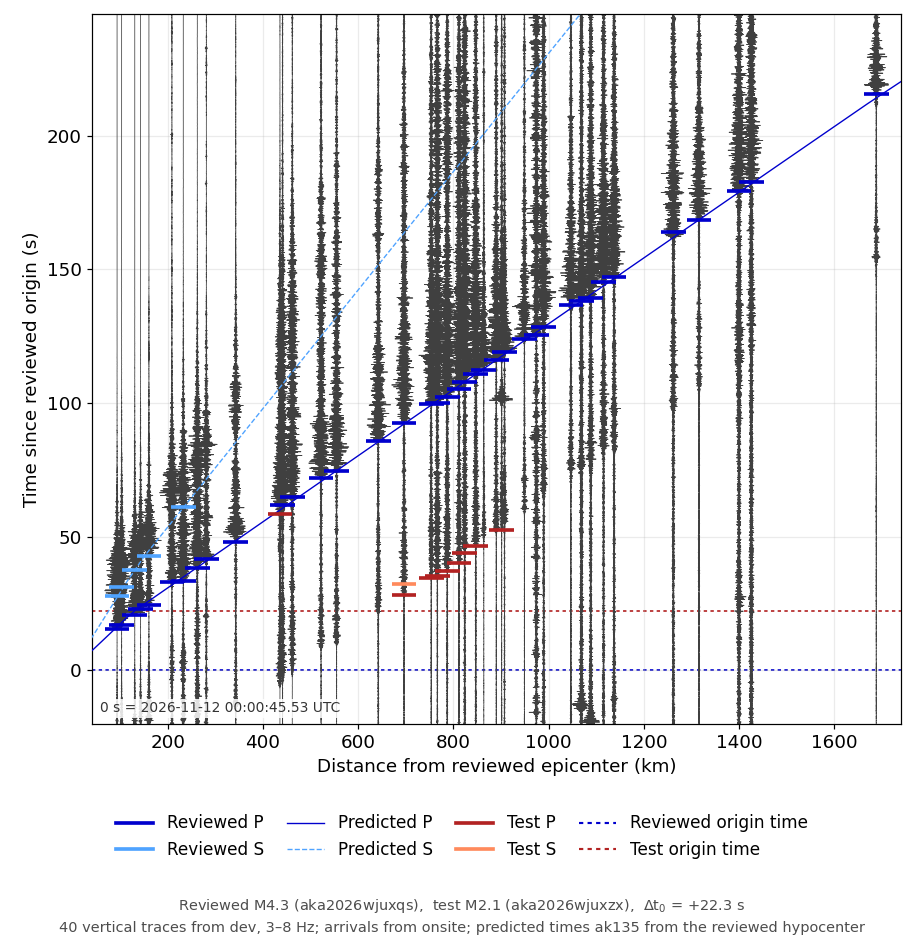 200
150
100
50
0
Time since reviewed origin (s)
0 s = 2026-11-12 00:00:45.53 UTC
200 400 600 800 1000 1200 1400 1600
Distance from reviewed epicenter (km)
Reviewed P Predicted P Test P Reviewed origin time
Reviewed S Predicted S Test S Test origin time
Reviewed M4.3 (aka2026wjuxqs), test M2.1 (aka2026wjuxzx), Δt₀ = +22.3 s
40 vertical traces from dev, 3–8 Hz; arrivals from onsite; predicted times ak135 from the reviewed hypocenter